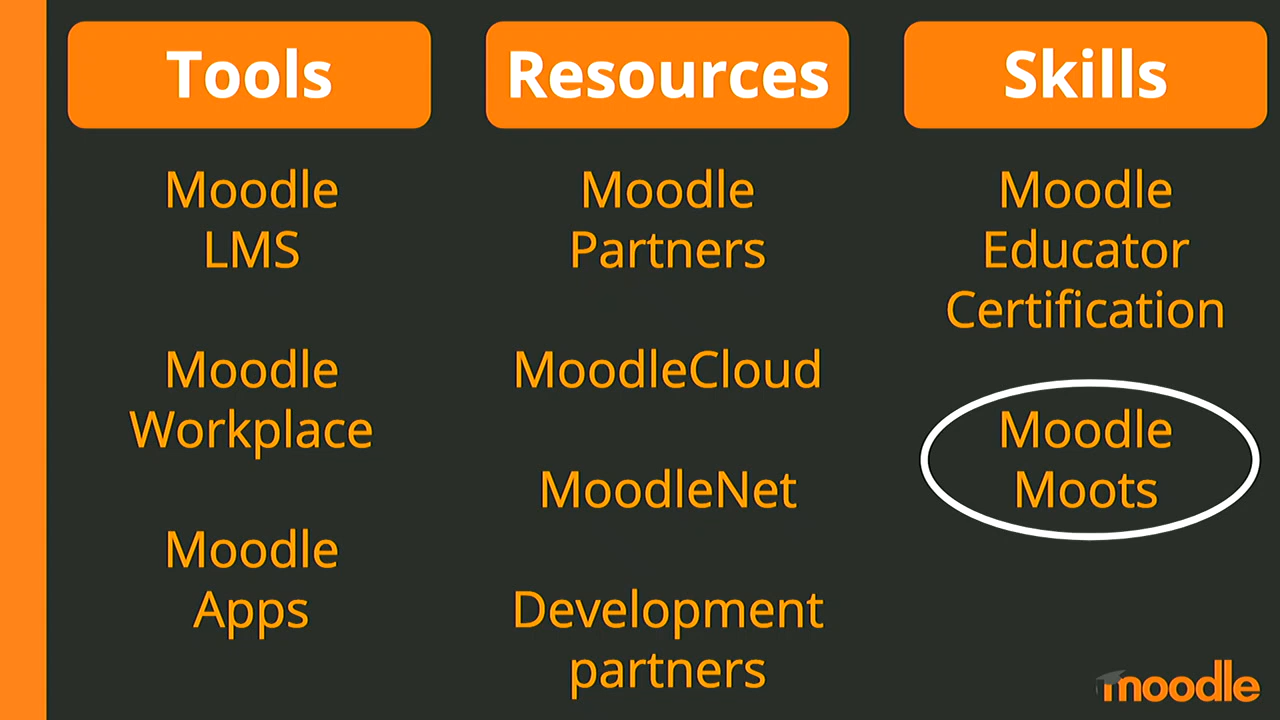 Tools
Moodle
LMS
Moodle
Workplace
Moodle
Apps
Resources
Moodle
Partners
MoodleCloud
MoodleNet
Development
partners
Skills
Moodle
Educator
Certification
Moodle
Moots
moodle